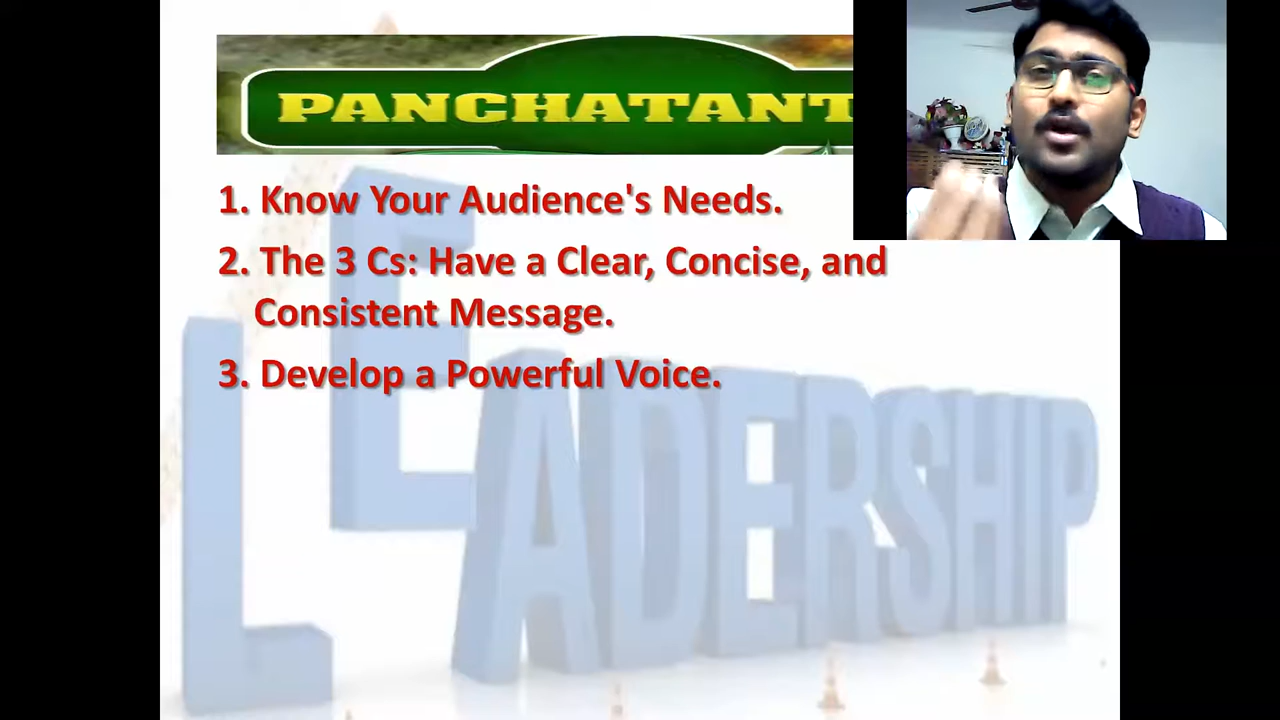 PANCHATANT
1. Know Your Audience's Needs.
2. The 3 Cs: Have a Clear, Concise, and
Consistent Message.
3. Develop a Powerful Voice.
LEADERSHIP